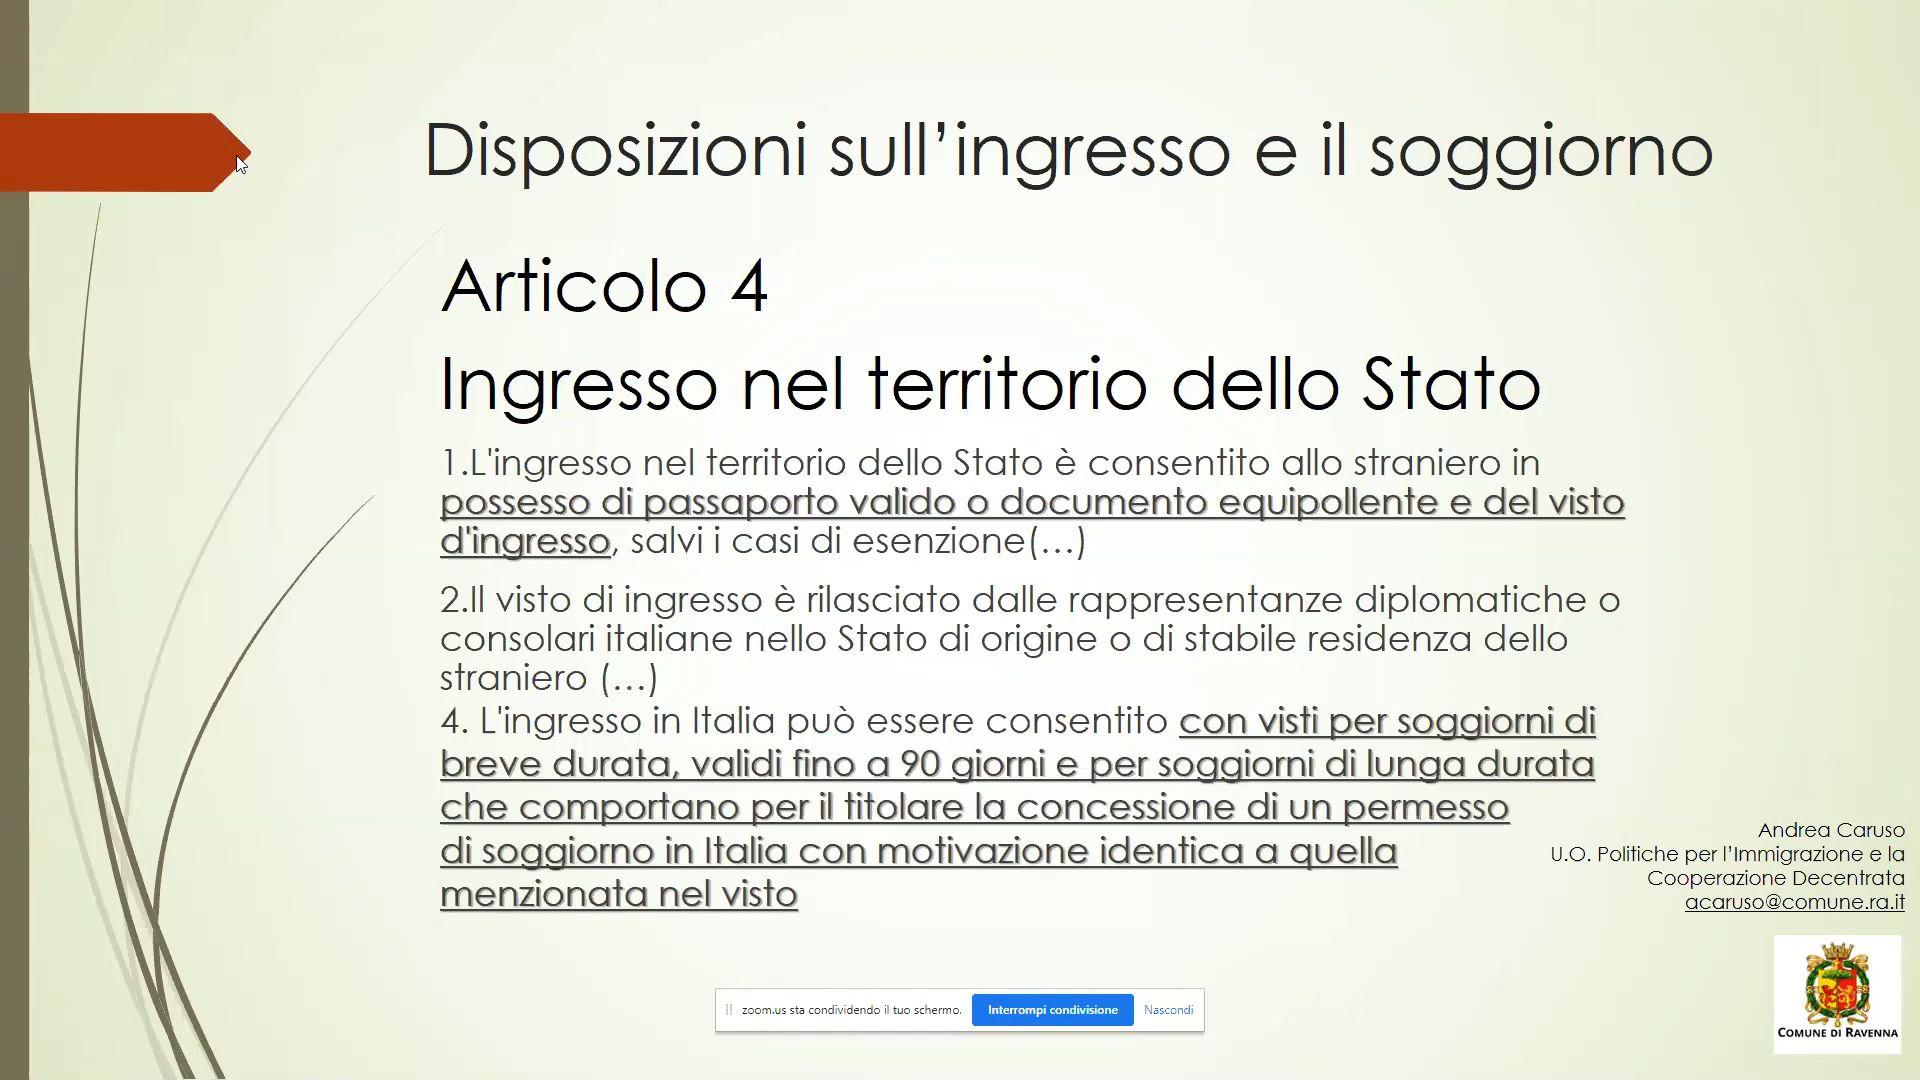 Disposizioni sull’ingresso e il soggiorno
Articolo 4
Ingresso nel territorio dello Stato
1.L'ingresso nel territorio dello Stato è consentito allo straniero in
possesso di passaporto valido o documento equipollente e del visto
d'ingresso, salvi i casi di esenzione(…)
2.Il visto di ingresso è rilasciato dalle rappresentanze diplomatiche o
consolari italiane nello Stato di origine o di stabile residenza dello
straniero (…)
4. L'ingresso in Italia può essere consentito con visti per soggiorni di
breve durata, validi fino a 90 giorni e per soggiorni di lunga durata
che comportano per il titolare la concessione di un permesso
di soggiorno in Italia con motivazione identica a quella
menzionata nel visto
Andrea Caruso
U.O. Politiche per l’Immigrazione e la
Cooperazione Decentrata
acaruso@comune.ra.it
COMUNE DI RAVENNA
zoom.us sta condividendo il tuo schermo.
Interrompi condivisione
Nascondi